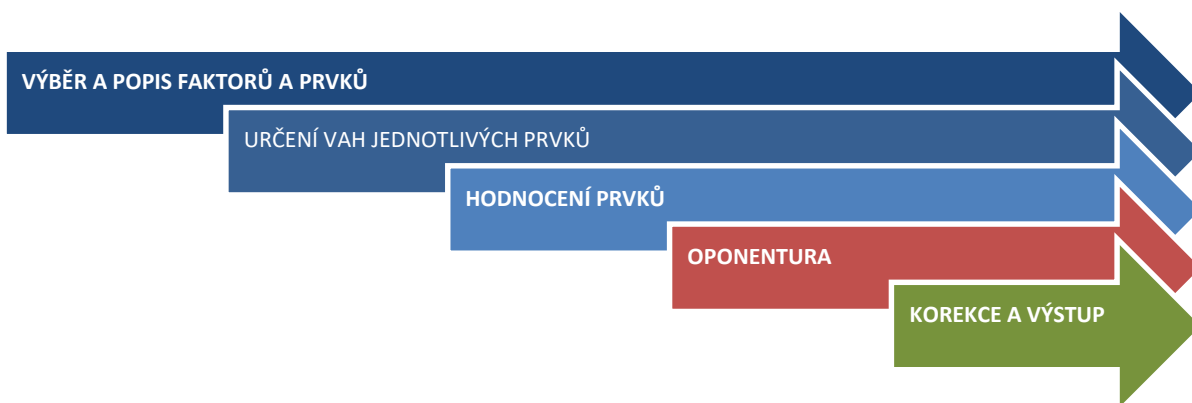 VÝBĚR A POPIS FAKTORŮ A PRVKŮ
URČENÍ VAH JEDNOTLIVÝCH PRVKŮ
HODNOCENÍ PRVKŮ
OPONENTURA
KOREKCE A VÝSTUP